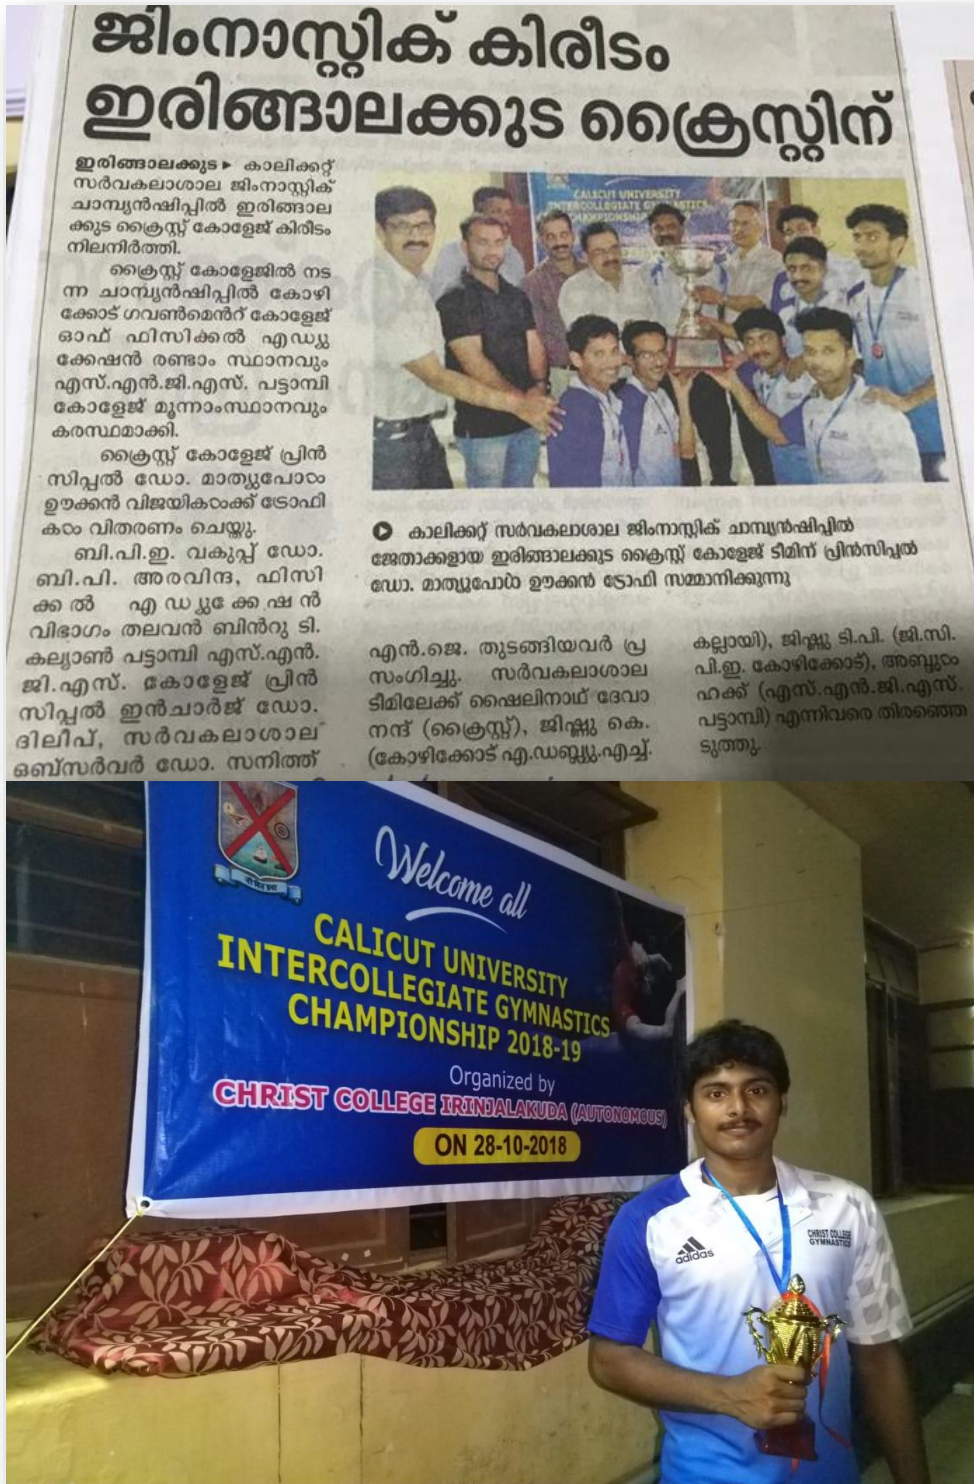 ജിംനാസ്റ്റിക് കിരീടം
ഇരിങ്ങാലക്കുട ക്രൈസ്റ്റിന്
ഇരിങ്ങാലക്കുട ▸ കാലിക്കറ്റ്
സർവകലാശാല ജിംനാസ്റ്റിക്
ചാമ്പ്യൻഷിപ്പിൽ ഇരിങ്ങാല
ക്കുട ക്രൈസ്റ്റ് കോളേജ് കിരീടം
നിലനിർത്തി.
ക്രൈസ്റ്റ് കോളേജിൽ നട
ന്ന ചാമ്പ്യൻഷിപ്പിൽ കോഴി
ക്കോട് ഗവൺമെൻറ് കോളേജ്
ഓഫ് ഫിസിക്കൽ എഡ്യു
ക്കേഷൻ രണ്ടാം സ്ഥാനവും
എസ്.എൻ.ജി.എസ്. പട്ടാമ്പി
കോളേജ് മൂന്നാംസ്ഥാനവും
കരസ്ഥമാക്കി.
ക്രൈസ്റ്റ് കോളേജ് പ്രിൻ
സിപ്പൽ ഡോ. മാത്യുപോൾ
ഊക്കൻ വിജയികൾക്ക് ട്രോഫി
കൾ വിതരണം ചെയ്തു.
ബി.പി.ഇ. വകുപ്പ് ഡോ.
ബി.പി. അരവിന്ദ, ഫിസി
ക്കൽ എഡ്യുക്കേഷൻ
വിഭാഗം തലവൻ ബിൻറു ടി.
കല്യാൺ പട്ടാമ്പി എസ്.എൻ.
ജി.എസ്. കോളേജ് പ്രിൻ
സിപ്പൽ ഇൻചാർജ് ഡോ.
ദിലീപ്, സർവകലാശാല
ഒബ്സർവർ ഡോ. സനിത്ത്
CALICUT UNIVERSITY
INTERCOLLEGIATE GYMNASTICS
CHAMPIONSHIP
കാലിക്കറ്റ് സർവകലാശാല ജിംനാസ്റ്റിക് ചാമ്പ്യൻഷിപ്പിൽ
ജേതാക്കളായ ഇരിങ്ങാലക്കുട ക്രൈസ്റ്റ് കോളേജ് ടീമിന് പ്രിൻസിപ്പൽ
ഡോ. മാത്യൂപോൾ ഊക്കൻ ട്രോഫി സമ്മാനിക്കുന്നു
എൻ.ജെ. തുടങ്ങിയവർ പ്ര
സംഗിച്ചു. സർവകലാശാല
ടീമിലേക്ക് ഷൈലിനാഥ് ദേവാ
നന്ദ് (ക്രൈസ്റ്റ്), ജിഷ്ണു കെ.
(കോഴിക്കോട് എ.ഡബ്ല്യു.എച്ച്.
കല്ലായി), ജിഷ്ണു ടി.പി. (ജി.സി.
പി.ഇ. കോഴിക്കോട്), അബ്ദുൾ
ഹക്ക് (എസ്.എൻ.ജി.എസ്.
പട്ടാമ്പി) എന്നിവരെ തിരഞ്ഞെ
ടുത്തു.
Welcome all
CALICUT UNIVERSITY
INTERCOLLEGIATE GYMNASTICS
CHAMPIONSHIP 2018-19
Organized by
CHRIST COLLEGE IRINJALAKUDA (AUTONOMOUS)
ON 28-10-2018
adidas
CHRIST COLLEGE
GYMNASTICS